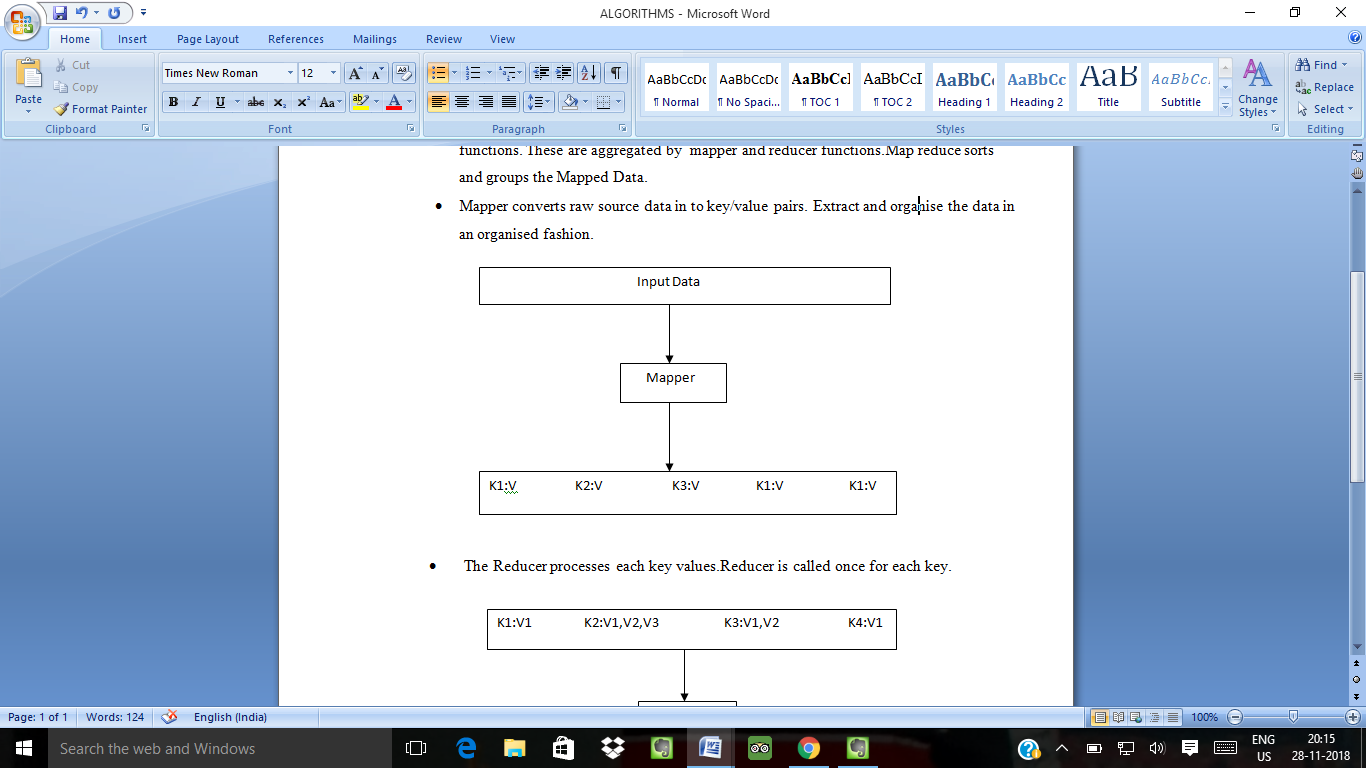 ALGORITHMS - Microsoft Word
Home Insert Page Layout References Mailings Review View
Paste
Cut
Copy
Format Painter
Clipboard
Times New Roman 12
B I U abc x₂ x² Aa ab A
Font
Paragraph
AaBbCcDc AaBbCcDc AaBbCcI AaBbCcI AaBbC( AaBbCc AaB AaBbCc.
¶ Normal ¶ No Spaci... ¶ TOC 1 ¶ TOC 2 Heading 1 Heading 2 Title Subtitle
Change Styles
Styles
Find
Replace
Select
Editing
functions. These are aggregated by mapper and reducer functions.Map reduce sorts
and groups the Mapped Data.
• Mapper converts raw source data in to key/value pairs. Extract and organise the data in
an organised fashion.
Input Data
Mapper
K1:V K2:V K3:V K1:V K1:V
• The Reducer processes each key values.Reducer is called once for each key.
K1:V1 K2:V1,V2,V3 K3:V1,V2 K4:V1
Page: 1 of 1 Words: 124 English (India) 100%
Search the web and Windows
ENG 20:15
US 28-11-2018